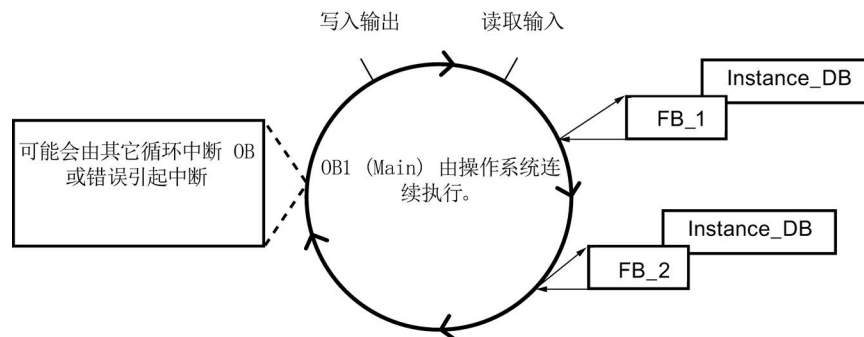 写入输出
读取输入
Instance_DB
FB_1
可能会由其它循环中断 OB
或错误引起中断
OB1 (Main) 由操作系统连
续执行。
Instance_DB
FB_2